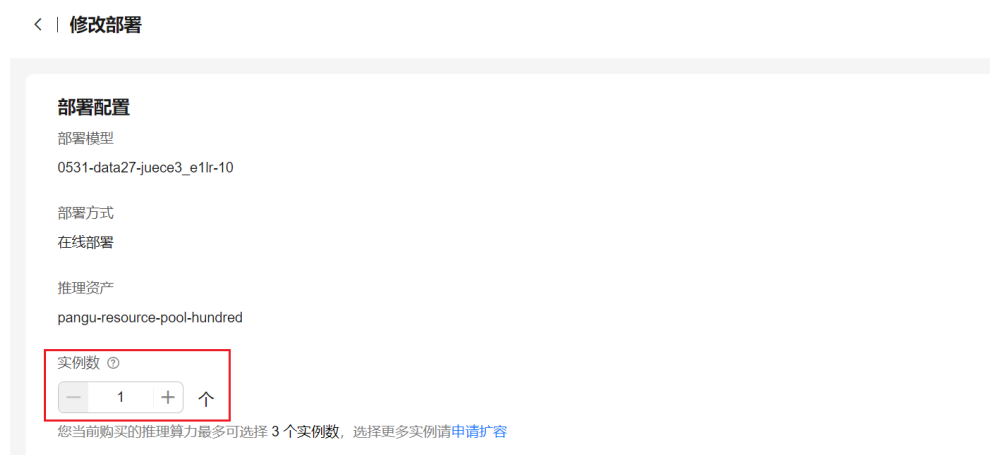 修改部署
部署配置
部署模型
0531-data27-juece3_e1lr-10
部署方式
在线部署
推理资产
pangu-resource-pool-hundred
实例数
1 个
您当前购买的推理算力最多可选择 3 个实例数，选择更多实例请申请扩容